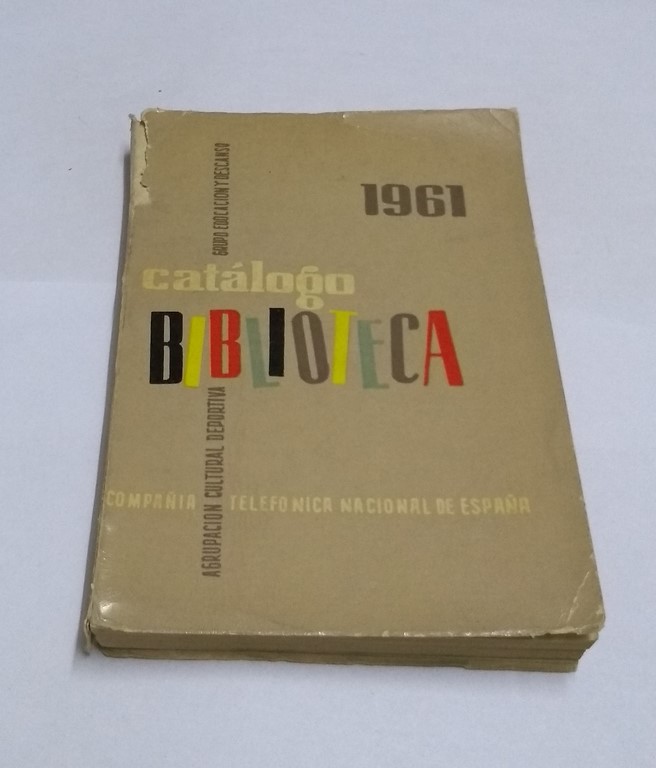 1961
GRUPO EDUCACION Y DESCANSO
catálogo
BIBLIOTECA
AGRUPACION CULTURAL DEPORTIVA
COMPAÑIA TELEFONICA NACIONAL DE ESPAÑA